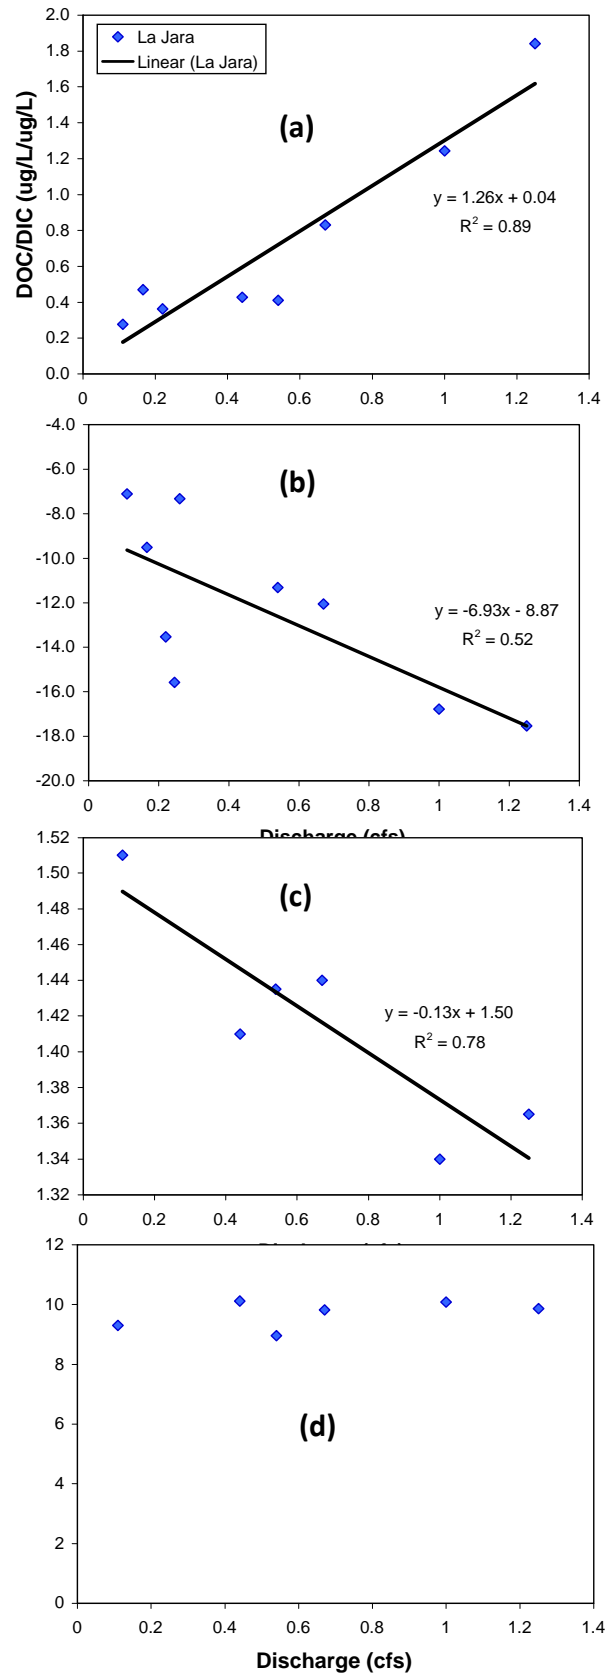 2.0
La Jara
1.8
Linear (La Jara)
1.6
1.4
(a)
1.2
1.0
y = 1.26x + 0.04
0.8
R² = 0.89
0.6
0.4
0.2
0.0
DOC/DIC (ug/L/ug/L)
0 0.2 0.4 0.6 0.8 1 1.2 1.4
-4.0
-6.0
(b)
-8.0
-10.0
-12.0
y = -6.93x - 8.87
-14.0
R² = 0.52
-16.0
-18.0
-20.0
0 0.2 0.4 0.6 0.8 1 1.2 1.4
Discharge (cfs)
1.52
1.50
(c)
1.48
1.46
1.44
1.42
y = -0.13x + 1.50
1.40
R² = 0.78
1.38
1.36
1.34
1.32
0 0.2 0.4 0.6 0.8 1 1.2 1.4
12
10
8
6
(d)
4
2
0
0 0.2 0.4 0.6 0.8 1 1.2 1.4
Discharge (cfs)